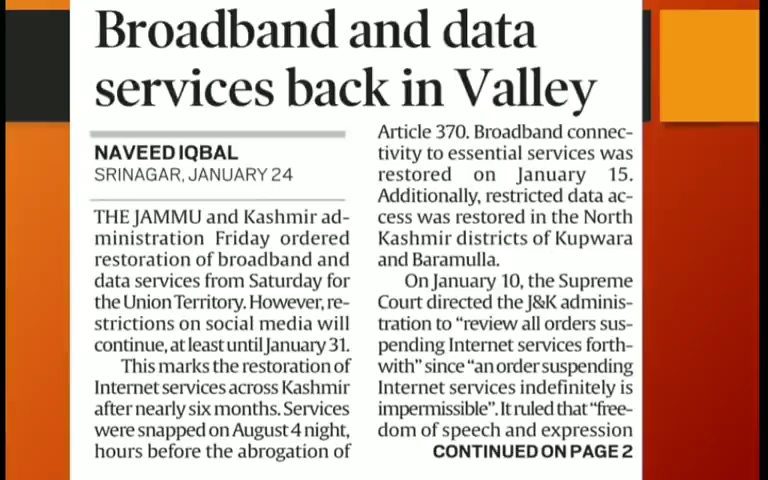 Broadband and data
services back in Valley
NAVEED IQBAL
SRINAGAR, JANUARY 24
THE JAMMU and Kashmir ad-
ministration Friday ordered
restoration of broadband and
data services from Saturday for
the Union Territory. However, re-
strictions on social media will
continue, at least until January 31.
This marks the restoration of
Internet services across Kashmir
after nearly six months. Services
were snapped on August 4 night,
hours before the abrogation of
Article 370. Broadband connec-
tivity to essential services was
restored on January 15.
Additionally, restricted data ac-
cess was restored in the North
Kashmir districts of Kupwara
and Baramulla.
On January 10, the Supreme
Court directed the J&K adminis-
tration to “review all orders sus-
pending Internet services forth-
with” since “an order suspending
Internet services indefinitely is
impermissible”. It ruled that “free-
dom of speech and expression
CONTINUED ON PAGE 2